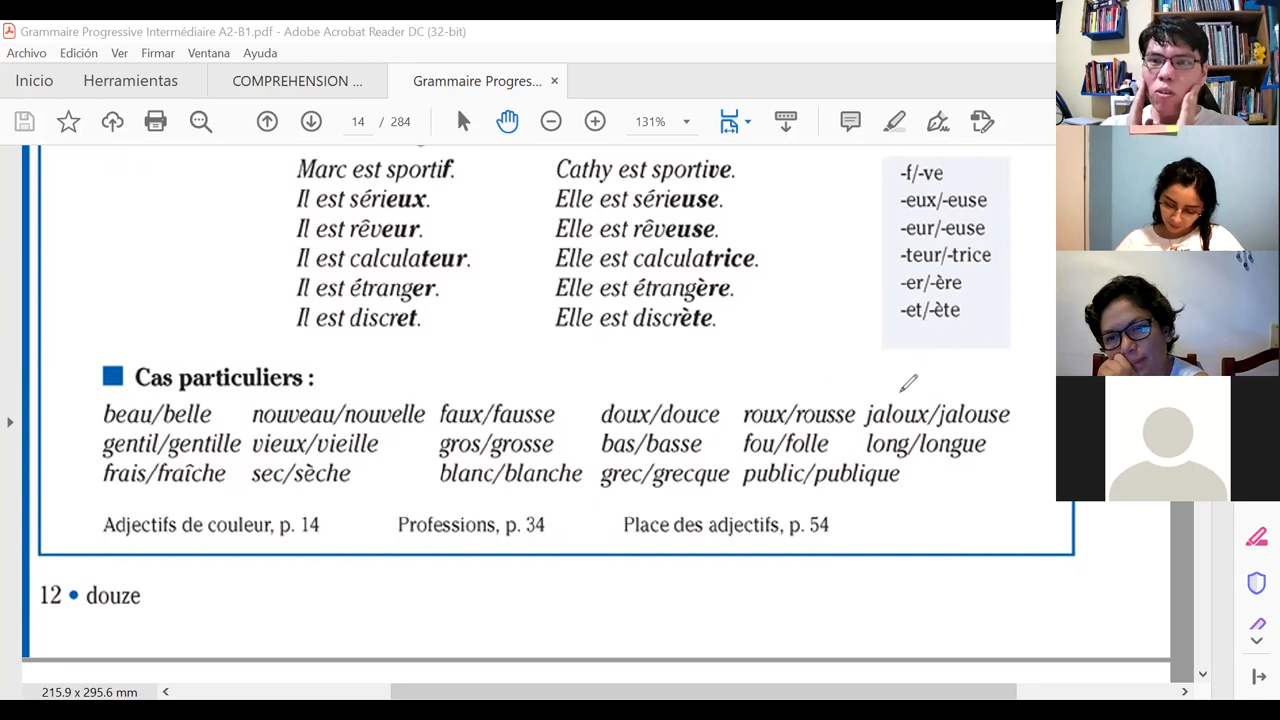 Grammaire Progressive Intermédiaire A2-B1.pdf - Adobe Acrobat Reader DC (32-bit)
Archivo Edición Ver Firmar Ventana Ayuda
Inicio Herramientas COMPREHENSION ... Grammaire Progres... ×
14 / 284 131%
Marc est sportif. Cathy est sportive. -f/-ve
Il est sérieux. Elle est sérieuse. -eux/-euse
Il est rêveur. Elle est rêveuse. -eur/-euse
Il est calculateur. Elle est calculatrice. -teur/-trice
Il est étranger. Elle est étrangère. -er/-ère
Il est discret. Elle est discrète. -et/-ète
Cas particuliers :
beau/belle nouveau/nouvelle faux/fausse doux/douce roux/rousse jaloux/jalouse
gentil/gentille vieux/vieille gros/grosse bas/basse fou/folle long/longue
frais/fraîche sec/sèche blanc/blanche grec/grecque public/publique
Adjectifs de couleur, p. 14 Professions, p. 34 Place des adjectifs, p. 54
12 • douze
215.9 x 295.6 mm